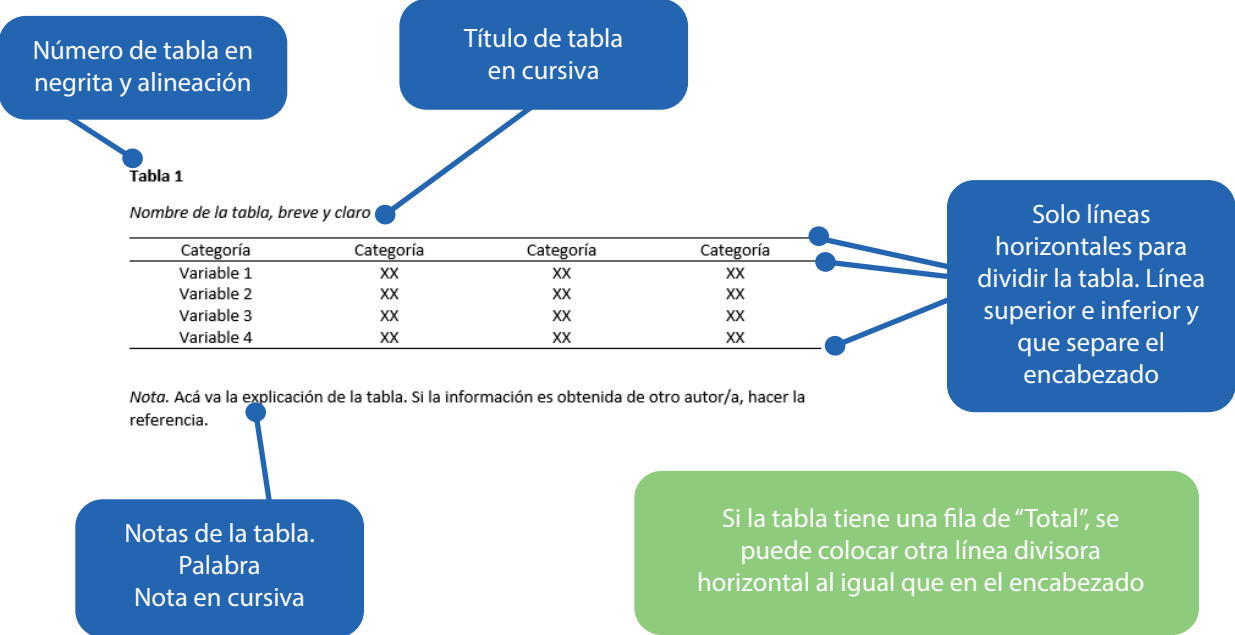 Número de tabla en
negrita y alineación
Título de tabla
en cursiva
Tabla 1
Nombre de la tabla, breve y claro
Categoría Categoría Categoría Categoría
Variable 1 XX XX XX
Variable 2 XX XX XX
Variable 3 XX XX XX
Variable 4 XX XX XX
Solo líneas
horizontales para
dividir la tabla. Línea
superior e inferior y
que separe el
encabezado
Nota. Acá va la explicación de la tabla. Si la información es obtenida de otro autor/a, hacer la
referencia.
Notas de la tabla.
Palabra
Nota en cursiva
Si la tabla tiene una fila de “Total”, se
puede colocar otra línea divisora
horizontal al igual que en el encabezado